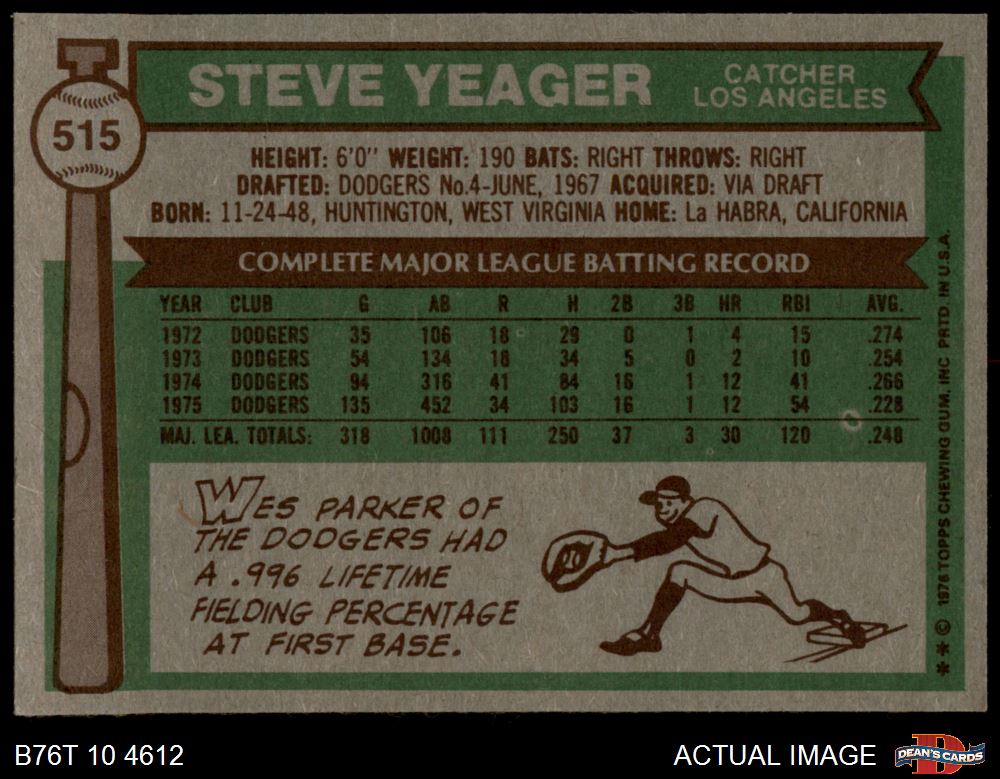 STEVE YEAGER
CATCHER
LOS ANGELES
515
HEIGHT: 6'0" WEIGHT: 190 BATS: RIGHT THROWS: RIGHT
DRAFTED: DODGERS No.4-JUNE, 1967 ACQUIRED: VIA DRAFT
BORN: 11-24-48, HUNTINGTON, WEST VIRGINIA HOME: La HABRA, CALIFORNIA
COMPLETE MAJOR LEAGUE BATTING RECORD
YEAR CLUB G AB R H 2B 3B HR RBI AVG.
1972 DODGERS 35 106 18 29 0 1 4 15 .274
1973 DODGERS 54 134 18 34 5 0 2 10 .254
1974 DODGERS 94 316 41 84 16 1 12 41 .266
1975 DODGERS 135 452 34 103 16 1 12 54 .228
MAJ. LEA. TOTALS: 318 1008 111 250 37 3 30 120 .248
WES PARKER OF
THE DODGERS HAD
A .996 LIFETIME
FIELDING PERCENTAGE
AT FIRST BASE.
** © 1976 TOPPS CHEWING GUM, INC PRTD IN U.S.A.
B76T 10 4612
ACTUAL IMAGE
DEAN'S CARDS